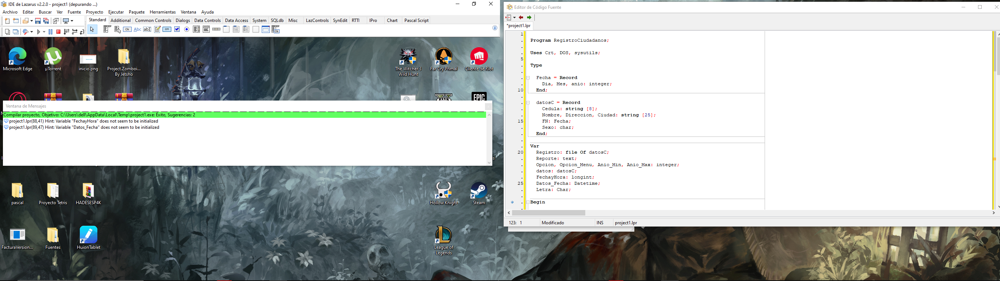 IDE de Lazarus v2.2.0 - project1 (depurando ...)
Archivo Editar Buscar Ver Fuente Proyecto Ejecutar Paquete Herramientas Ventana Ayuda
Standard Additional Common Controls Dialogs Data Controls Data Access System SQLdb Misc LazControls SynEdit RTTI IPro Chart Pascal Script
Ok Abc abI on Ok
Microsoft Edge
µTorrent
inicio.png
Project.Zomboi...
By Jetsho
The Witcher 3
Wild Hunt
Far Cry Primal
Cliente de Riot
EPIC
Ventana de Mensajes
Compilar proyecto, Objetivo: C:\Users\dell\AppData\Local\Temp\project1.exe: Éxito, Sugerencias: 2
project1.lpr(88,41) Hint: Variable "FechayHora" does not seem to be initialized
project1.lpr(89,47) Hint: Variable "Datos_Fecha" does not seem to be initialized
pascal
Proyecto Tetris
HADESESP4K
Hollow Knight
Steam
FacturaVersion...
Fuentes
HuionTablet
League of
Legends
Editor de Código Fuente
*project1.lpr
1
Program RegistroCiudadanos;
Uses Crt, DOS, sysutils;
5
Type
Fecha = Record
Dia, Mes, anio: integer;
10 End;
datosC = Record
Cedula: string [8];
Nombre, Direccion, Ciudad: string [25];
15 FN: Fecha;
Sexo: char;
End;
Var
20 Registro: file Of datosC;
Reporte: text;
Opcion, Opcion_Menu, Anio_Min, Anio_Max: integer;
datos: datosC;
FechayHora: longint;
25 Datos_Fecha: Datetime;
Letra: Char;
Begin
123: 1 Modificado INS project1.lpr